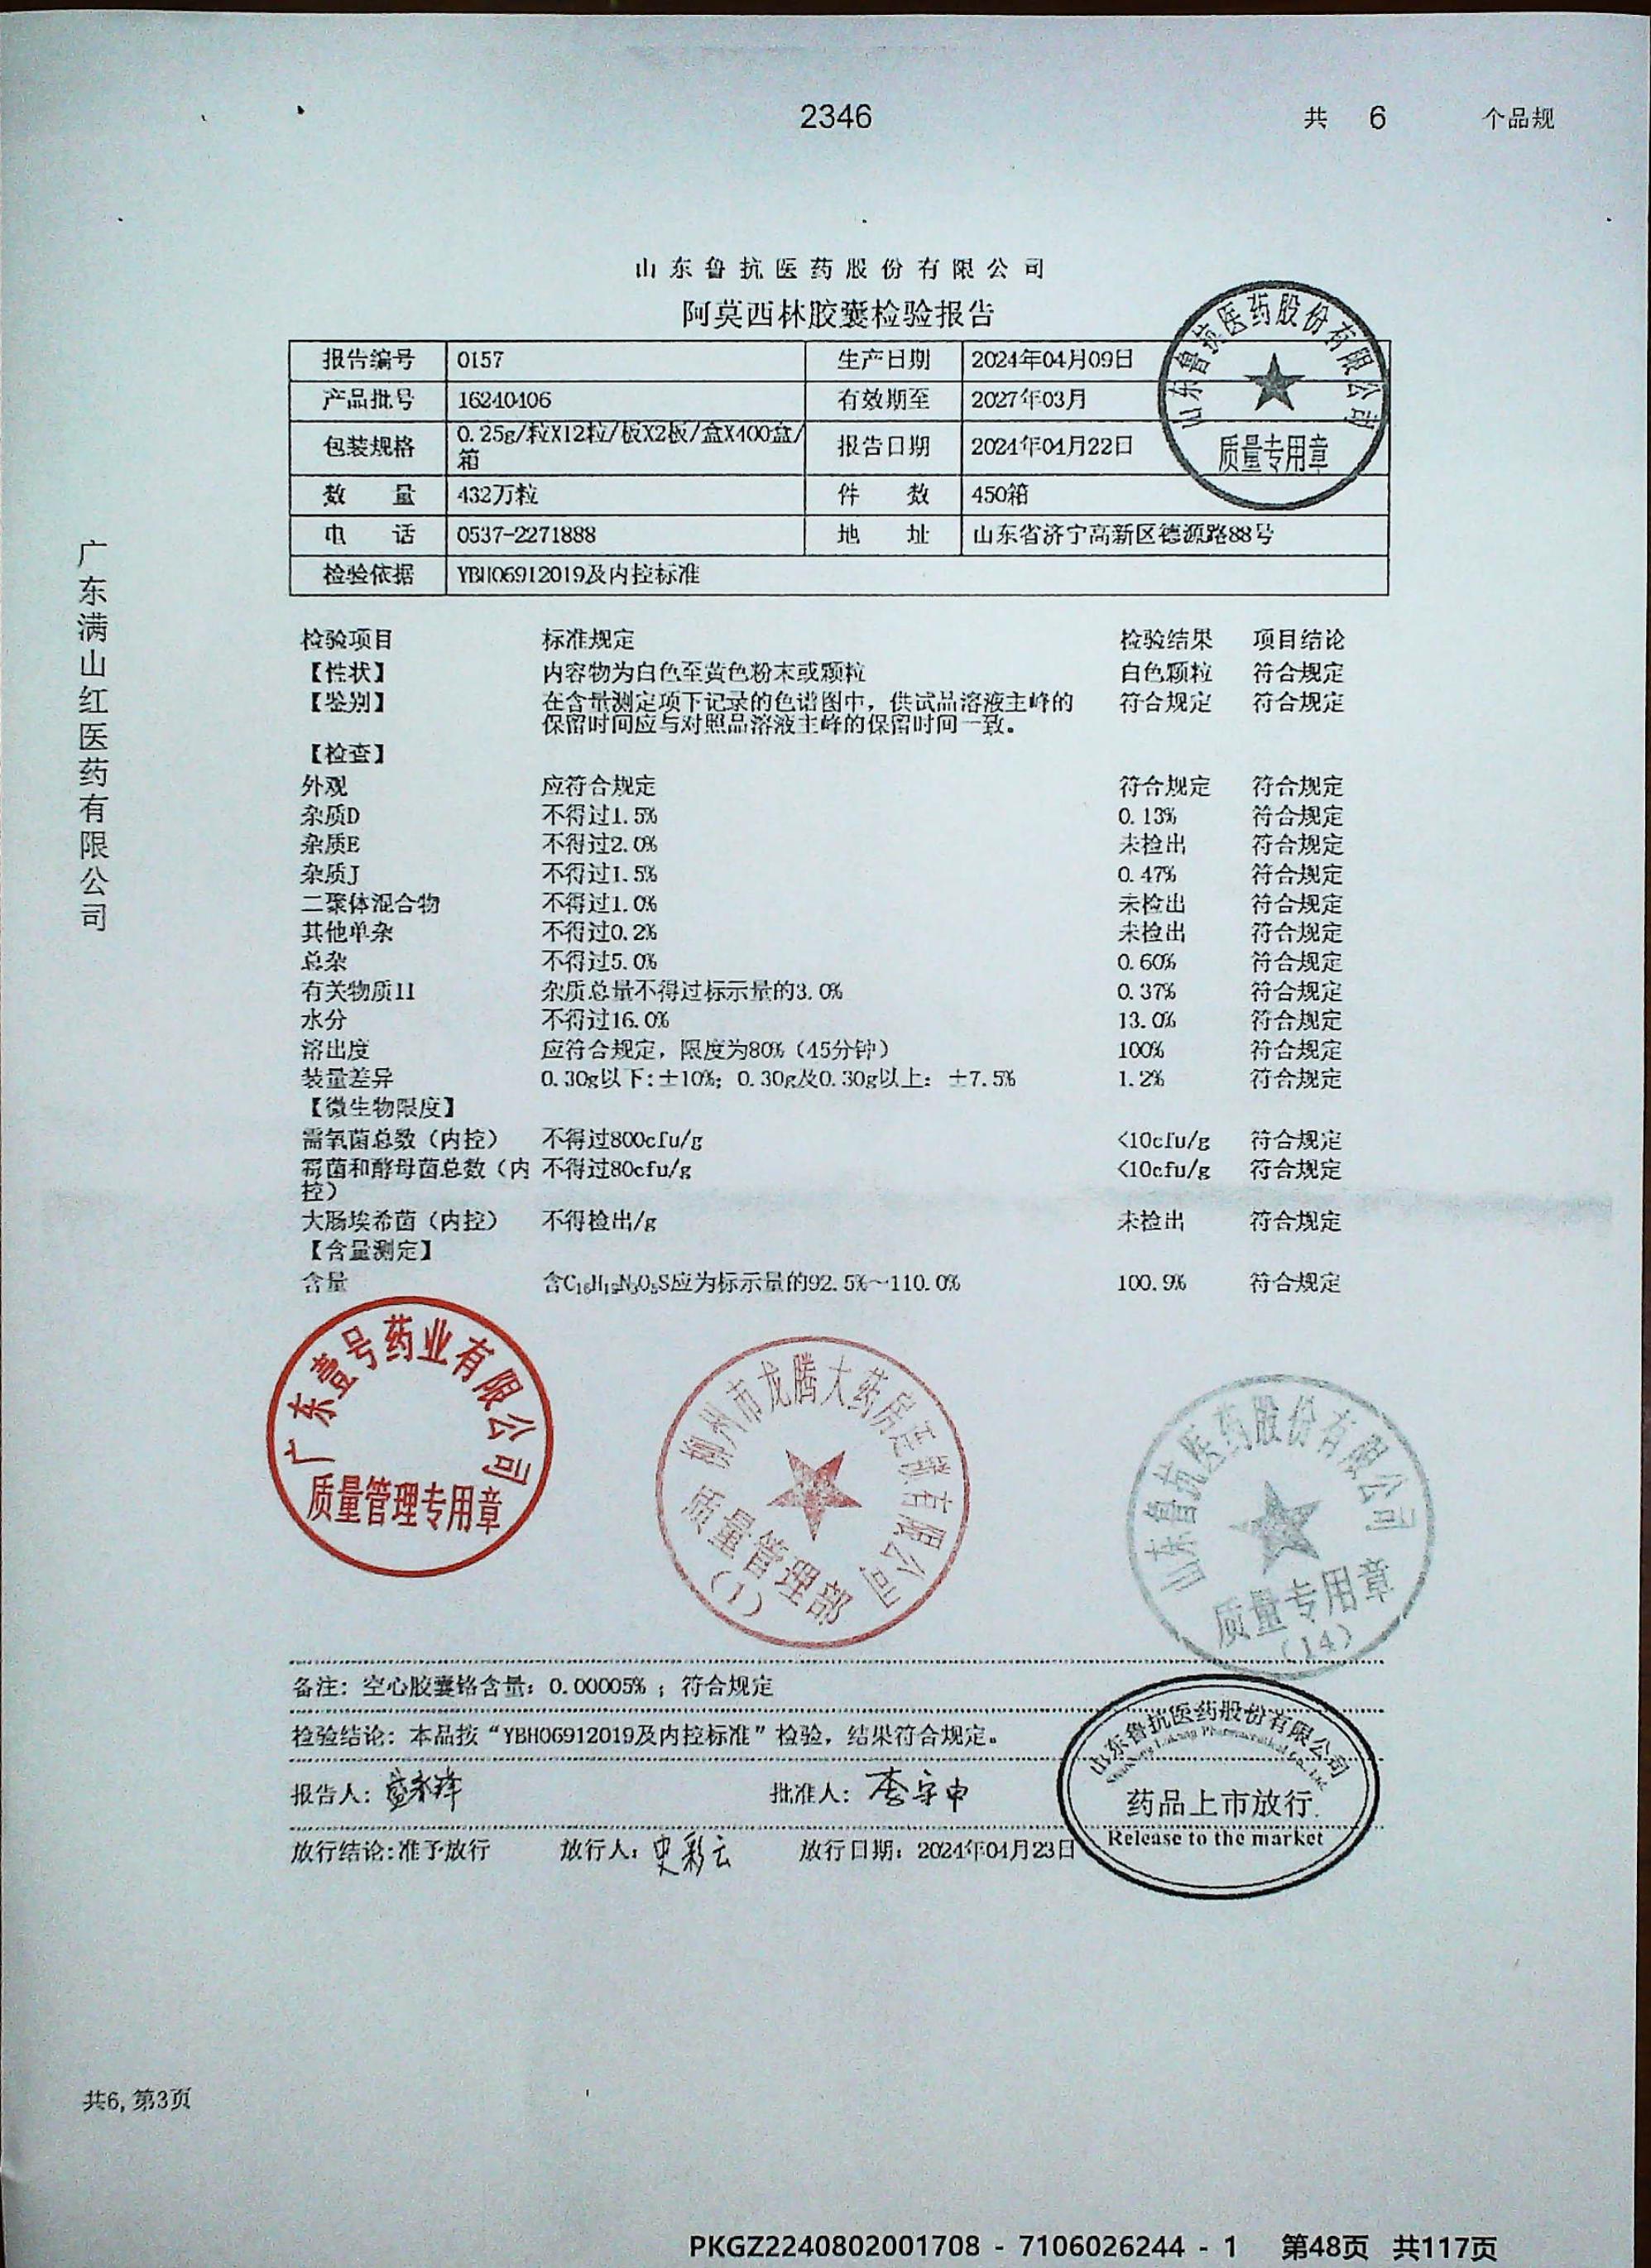 2346 共 6 个品规
山东鲁抗医药股份有限公司
阿莫西林胶囊检验报告
报告编号 0157 生产日期 2024年04月09日
产品批号 16240406 有效期至 2027年03月
包装规格 0.25g/粒X12粒/板X2板/盒X400盒/
箱 报告日期 2024年04月22日
数 量 432万粒 件 数 450箱
电 话 0537-2271888 地 址 山东省济宁高新区德源路88号
检验依据 YBH06912019及内控标准
山东鲁抗医药股份有限公司
质量专用章
广东满山红医药有限公司
检验项目 标准规定 检验结果 项目结论
【性状】 内容物为白色至黄色粉末或颗粒 白色颗粒 符合规定
【鉴别】 在含量测定项下记录的色谱图中，供试品溶液主峰的 符合规定 符合规定
保留时间应与对照品溶液主峰的保留时间一致。
【检查】
外观 应符合规定 符合规定 符合规定
杂质D 不得过1.5% 0.13% 符合规定
杂质E 不得过2.0% 未检出 符合规定
杂质J 不得过1.5% 0.47% 符合规定
二聚体混合物 不得过1.0% 未检出 符合规定
其他单杂 不得过0.2% 未检出 符合规定
总杂 不得过5.0% 0.60% 符合规定
有关物质II 杂质总量不得过标示量的3.0% 0.37% 符合规定
水分 不得过16.0% 13.0% 符合规定
溶出度 应符合规定，限度为80%（45分钟） 100% 符合规定
装量差异 0.30g以下:±10%; 0.30g及0.30g以上: ±7.5% 1.2% 符合规定
【微生物限度】
需氧菌总数（内控） 不得过800cfu/g <10cfu/g 符合规定
霉菌和酵母菌总数（内 不得过80cfu/g <10cfu/g 符合规定
控）
大肠埃希菌（内控） 不得检出/g 未检出 符合规定
【含量测定】
含量 含C₁₆H₁₉N₃O₅S应为标示量的92.5%~110.0% 100.9% 符合规定
广东壹号药业有限公司
质量管理专用章
柳州市龙腾大药房连锁有限公司
质量管理部
(1)
山东鲁抗医药股份有限公司
质量专用章
(14)
备注：空心胶囊铬含量：0.00005%；符合规定
检验结论：本品按“YBH06912019及内控标准”检验，结果符合规定。
报告人： 批准人：李宇申
放行结论:准予放行 放行人：史彩云 放行日期：2024年04月23日
山东鲁抗医药股份有限公司
Shandong Lukang Pharmaceutical Co., Ltd.
药品上市放行
Release to the market
共6,第3页
PKGZ2240802001708 - 7106026244 - 1 第48页 共117页